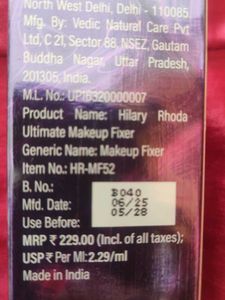 North West Delhi, Delhi - 110085
Mfg. By: Vedic Natural Care Pvt
Ltd, C 21, Sector 88, NSEZ, Gautam
Buddha Nagar, Uttar Pradesh,
201305, India.
M.L. No.: UP16320000007
Product Name: Hilary Rhoda
Ultimate Makeup Fixer
Generic Name: Makeup Fixer
Item No.: HR-MF52
B. No.: B040
Mfd. Date: 06/25
Use Before: 05/28
MRP ₹ 229.00 (Incl. of all taxes);
USP ₹ Per Ml: 2.29/ml
Made in India